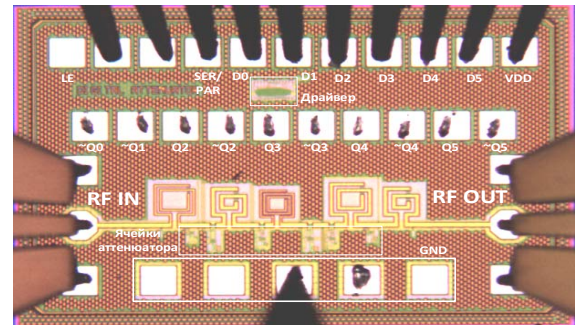 LE SER/ D0 D1 D2 D3 D4 D5 VDD
PAR
Драйвер
~Q0 ~Q1 Q2 ~Q2 Q3 ~Q3 Q4 ~Q4 Q5 ~Q5
RF IN RF OUT
Ячейки
аттенюатора
GND